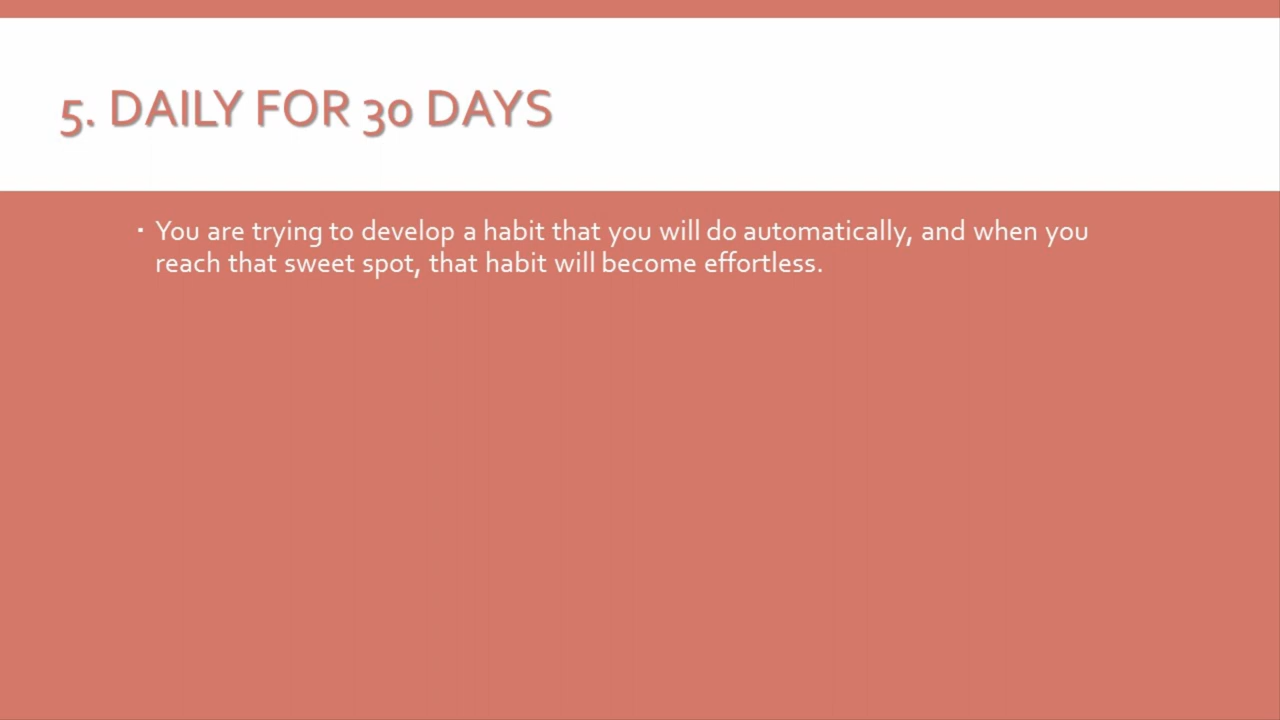 5. DAILY FOR 30 DAYS
▪ You are trying to develop a habit that you will do automatically, and when you
reach that sweet spot, that habit will become effortless.